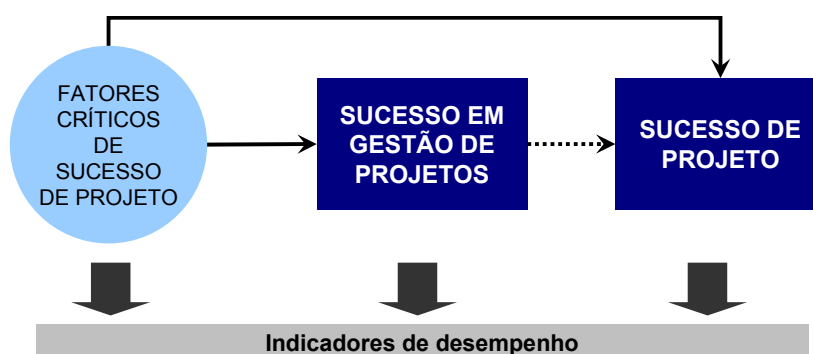 FATORES
CRÍTICOS
DE
SUCESSO
DE PROJETO
SUCESSO EM
GESTÃO DE
PROJETOS
SUCESSO DE
PROJETO
Indicadores de desempenho